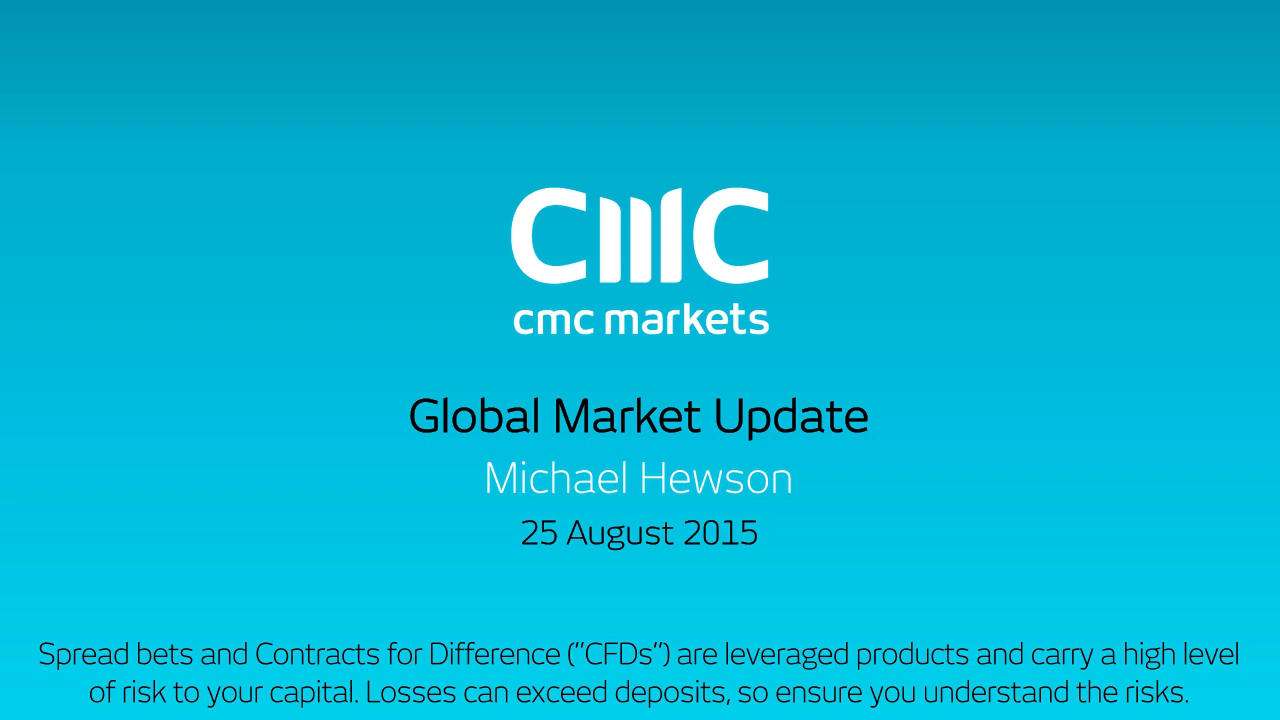 CMC
cmc markets
Global Market Update
Michael Hewson
25 August 2015
Spread bets and Contracts for Difference (“CFDs”) are leveraged products and carry a high level
of risk to your capital. Losses can exceed deposits, so ensure you understand the risks.